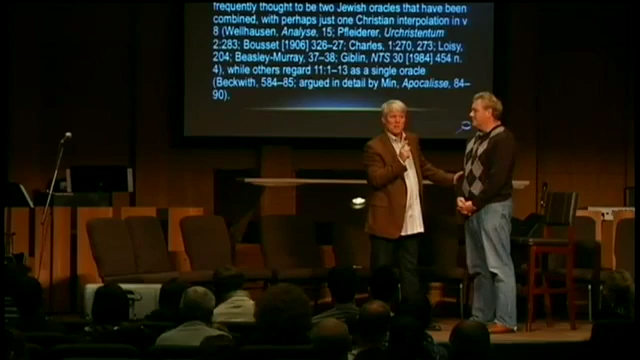 frequently thought to be two Jewish oracles that have been
combined, with perhaps just one Christian interpolation in v
8 (Wellhausen, Analyse, 15; Pfleiderer, Urchristentum
2:283; Bousset [1906] 326–27; Charles, 1:270, 273; Loisy,
204; Beasley-Murray, 37–38; Giblin, NTS 30 [1984] 454 n.
4), while others regard 11:1–13 as a single oracle
(Beckwith, 584–85; argued in detail by Min, Apocalisse, 84–
90).